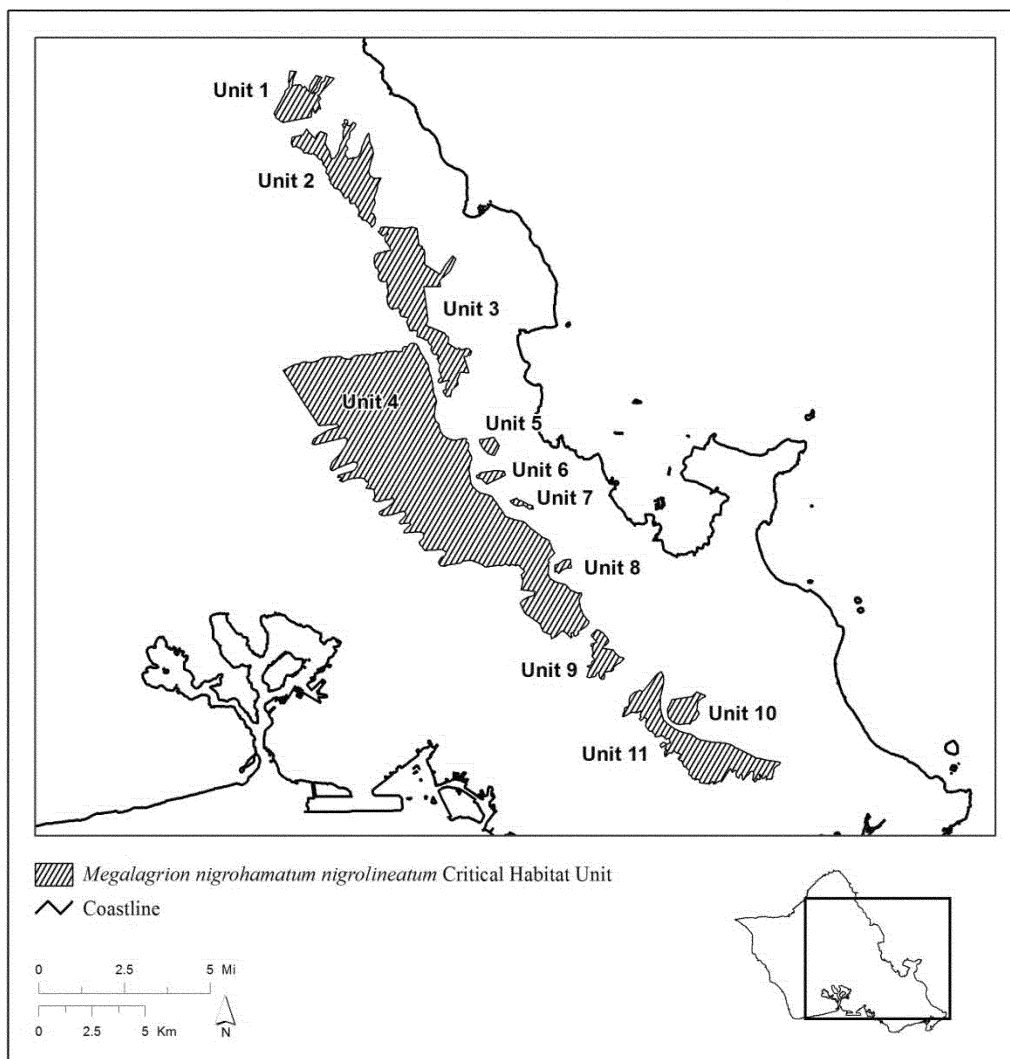 Unit 1
Unit 2
Unit 3
Unit 4
Unit 5
Unit 6
Unit 7
Unit 8
Unit 9
Unit 10
Unit 11
Megalagrion nigrohamatum nigrolineatum Critical Habitat Unit
Coastline
0 2.5 5 Mi
0 2.5 5 Km
N